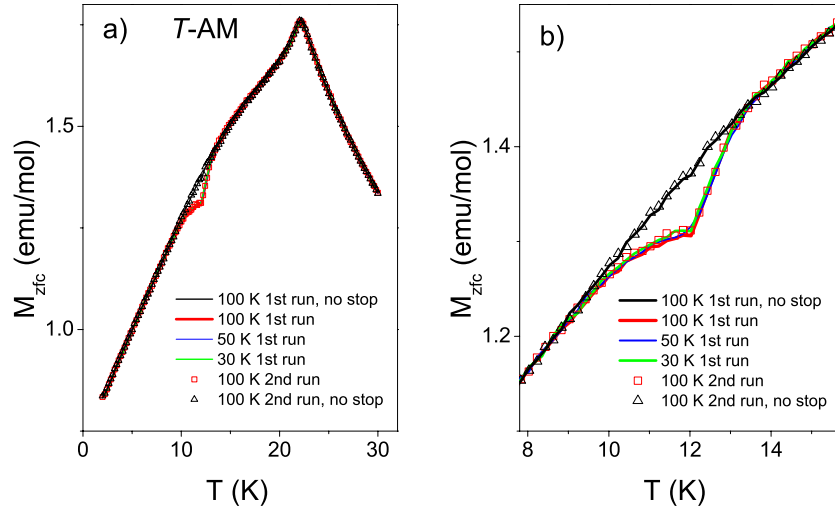 a)
T-AM
1.5
1.0
M_zfc (emu/mol)
100 K 1st run, no stop
100 K 1st run
50 K 1st run
30 K 1st run
100 K 2nd run
100 K 2nd run, no stop
0
10
20
30
T (K)
b)
1.4
1.2
M_zfc (emu/mol)
100 K 1st run, no stop
100 K 1st run
50 K 1st run
30 K 1st run
100 K 2nd run
100 K 2nd run, no stop
8
10
12
14
T (K)